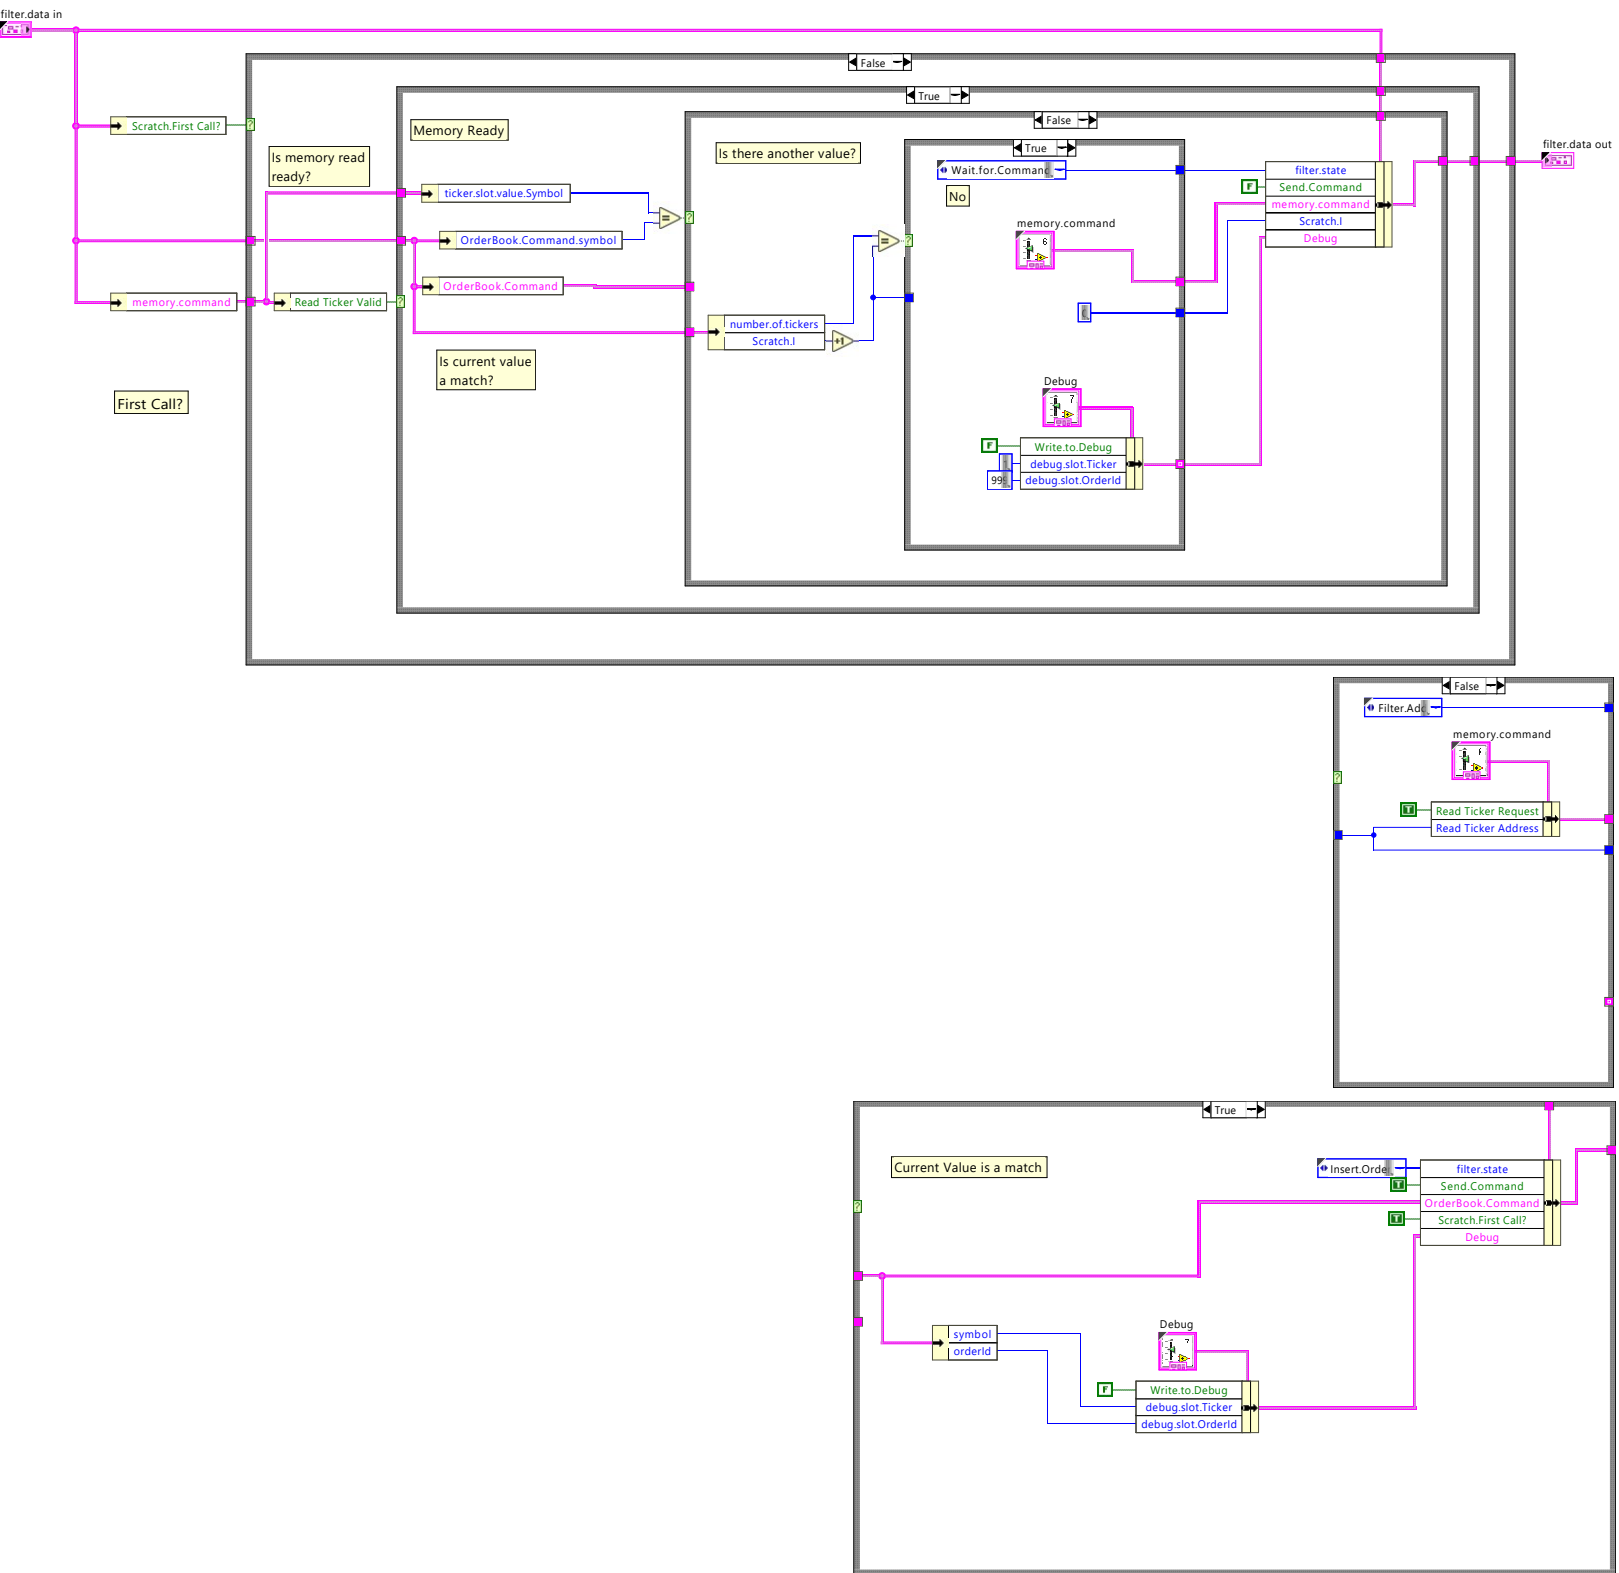 filter.data in
False
True
Scratch.First Call?
Memory Ready
False
Is memory read
ready?
Is there another value?
True
filter.data out
Wait.for.Command
filter.state
ticker.slot.value.Symbol
No
F
Send.Command
memory.command
Scratch.I
OrderBook.Command.symbol
memory.command
Debug
6
OrderBook.Command
memory.command
Read Ticker Valid
number.of.tickers
Scratch.I
+1
Is current value
a match?
First Call?
Debug
7
F
Write.to.Debug
debug.slot.Ticker
999
debug.slot.OrderId
False
Filter.Add
memory.command
T
Read Ticker Request
Read Ticker Address
True
Current Value is a match
Insert.Orde
filter.state
T
Send.Command
OrderBook.Command
T
Scratch.First Call?
Debug
symbol
orderId
Debug
7
F
Write.to.Debug
debug.slot.Ticker
debug.slot.OrderId